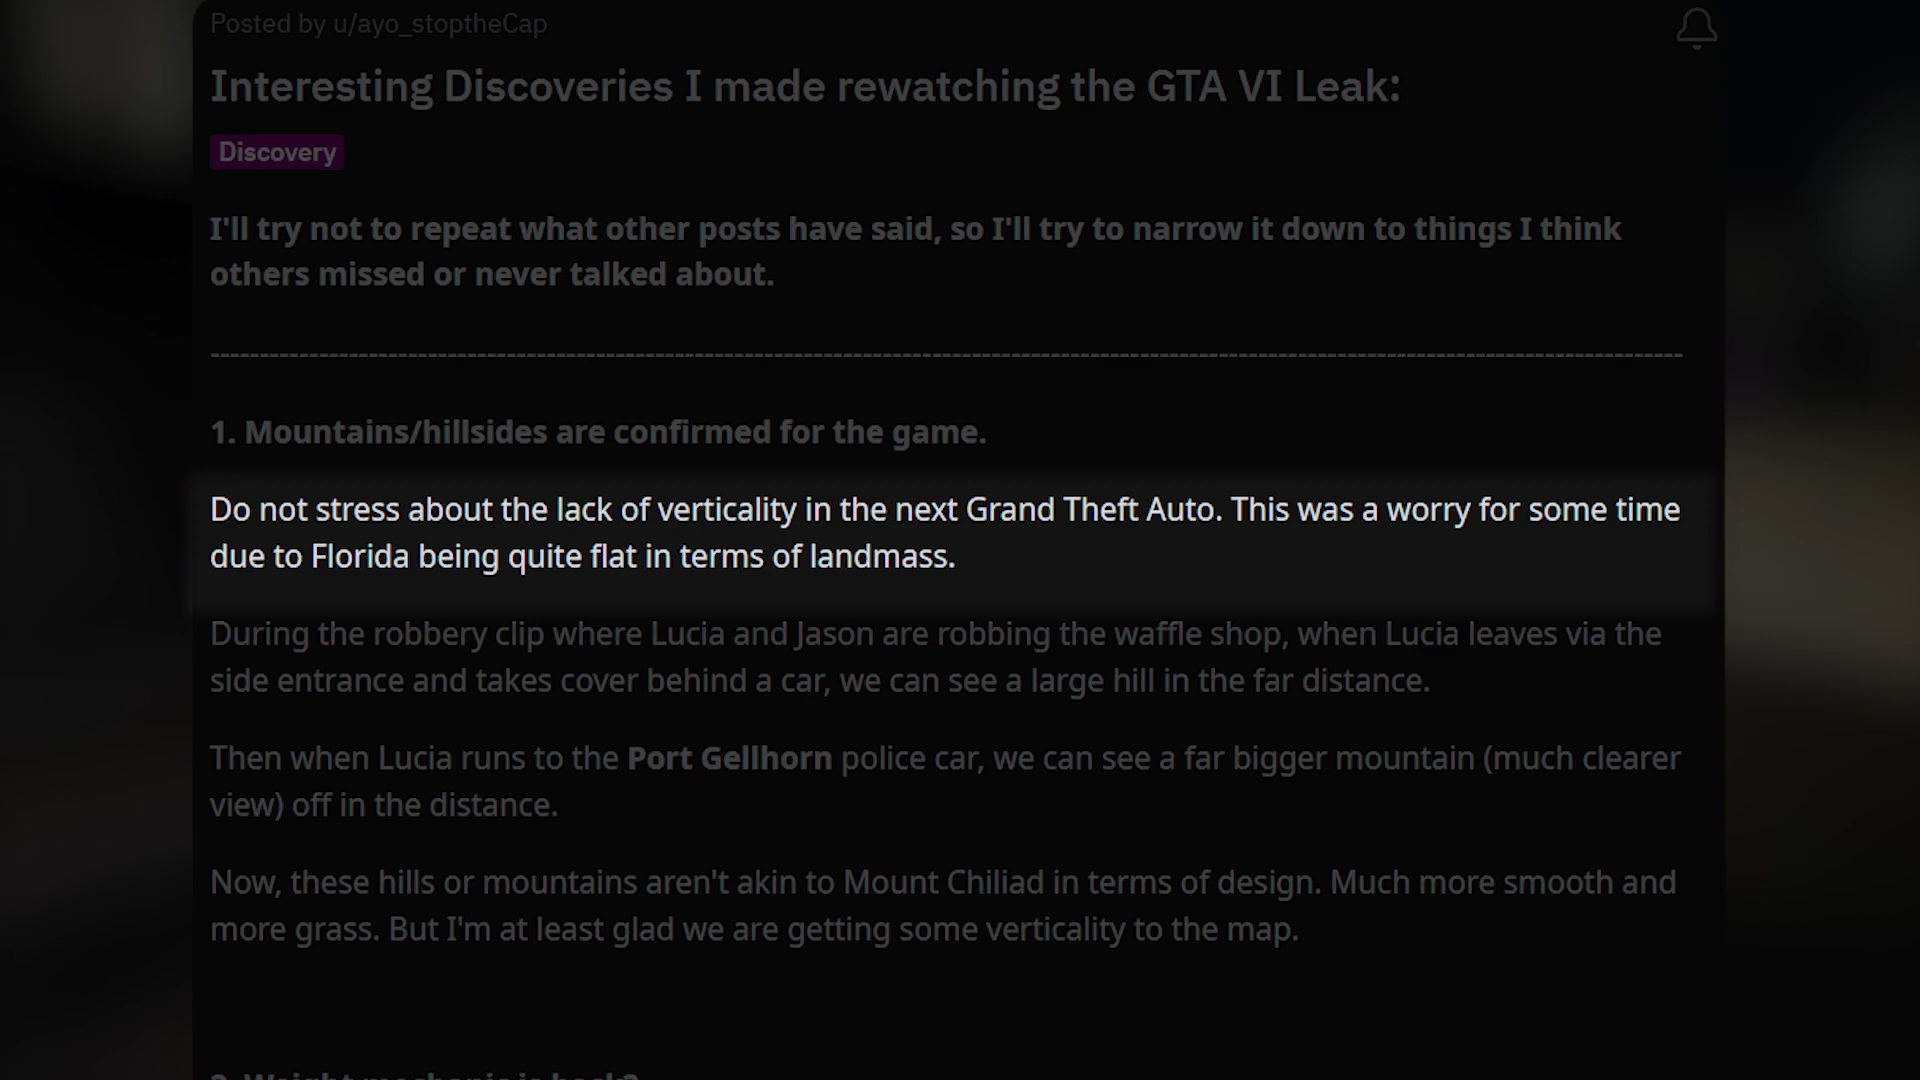 Posted by u/ayo_stoptheCap
Interesting Discoveries I made rewatching the GTA VI Leak:
Discovery
I'll try not to repeat what other posts have said, so I'll try to narrow it down to things I think
others missed or never talked about.
1. Mountains/hillsides are confirmed for the game.
Do not stress about the lack of verticality in the next Grand Theft Auto. This was a worry for some time
due to Florida being quite flat in terms of landmass.
During the robbery clip where Lucia and Jason are robbing the waffle shop, when Lucia leaves via the
side entrance and takes cover behind a car, we can see a large hill in the far distance.
Then when Lucia runs to the Port Gellhorn police car, we can see a far bigger mountain (much clearer
view) off in the distance.
Now, these hills or mountains aren't akin to Mount Chiliad in terms of design. Much more smooth and
more grass. But I'm at least glad we are getting some verticality to the map.
2. Weight mechanic is back?